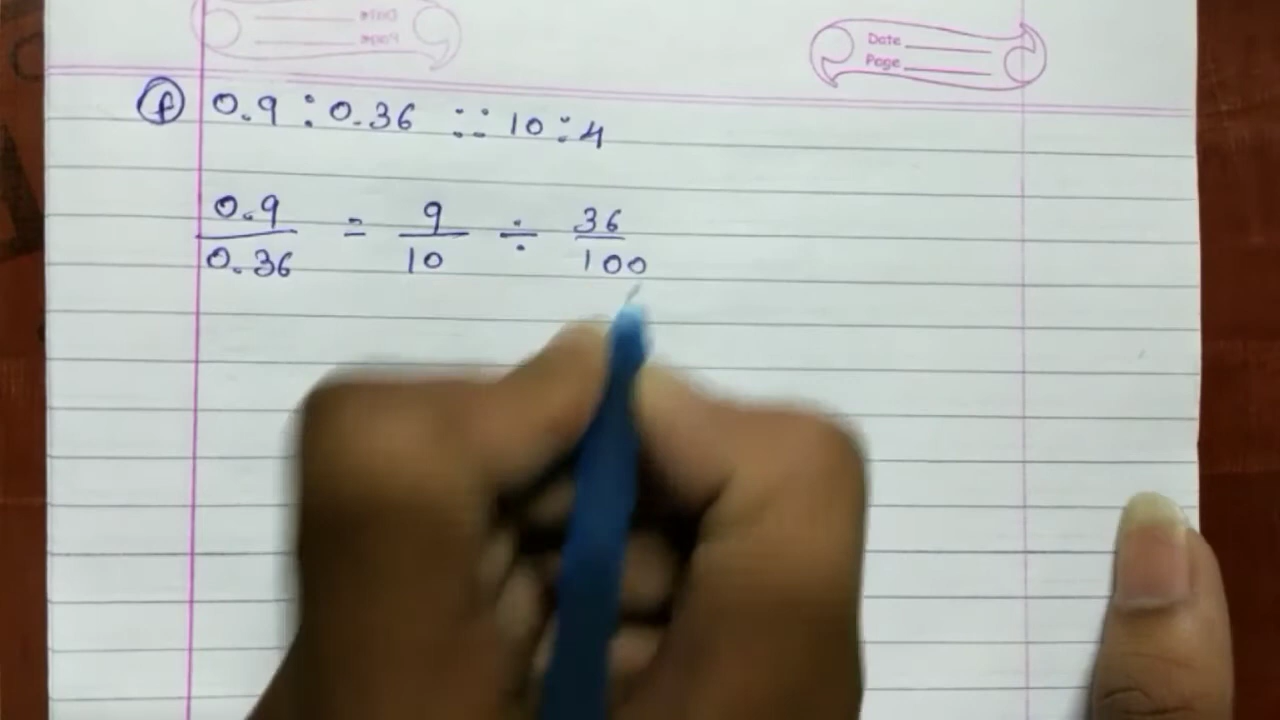 Date
Page
(f) 0.9 : 0.36 :: 10 : 4
0.9/0.36 = 9/10 ÷ 36/100